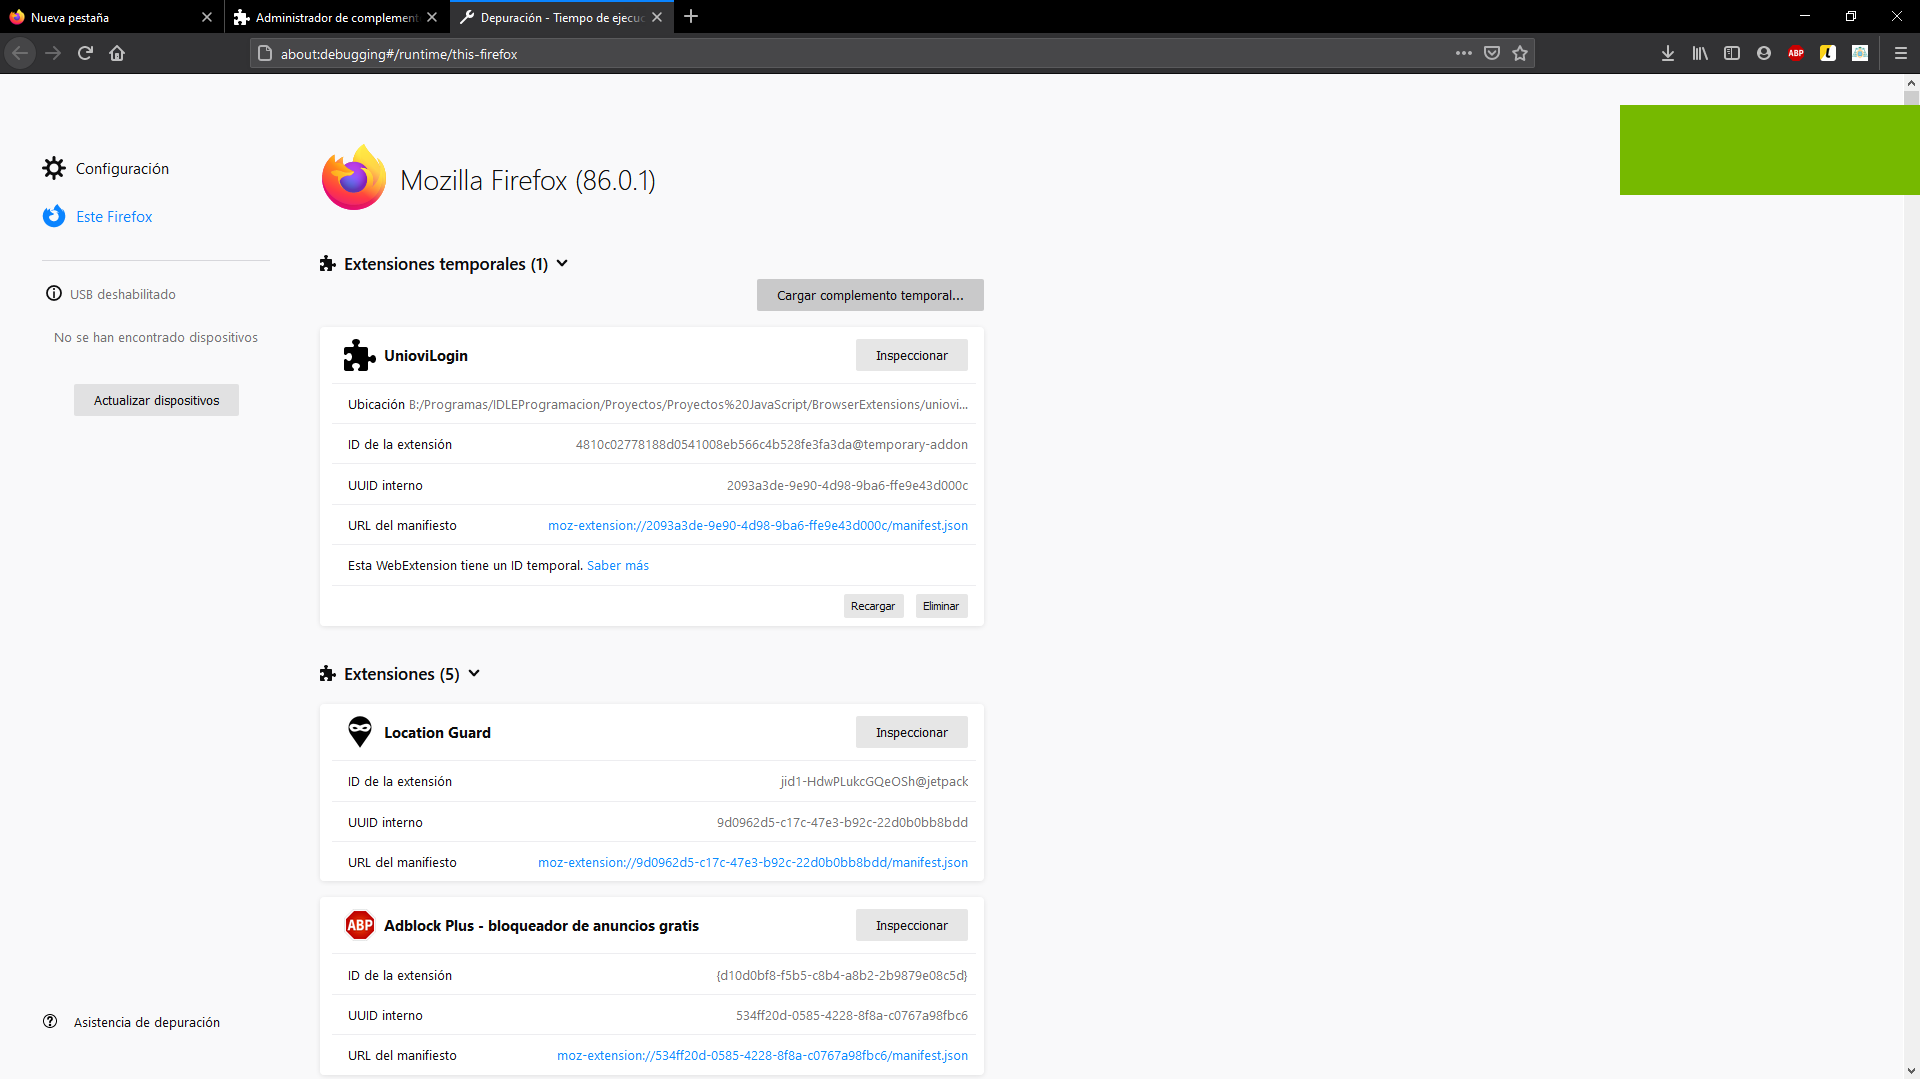 Nueva pestaña
Administrador de complement
Depuración - Tiempo de ejecuc
about:debugging#/runtime/this-firefox
ABP
Configuración
Este Firefox
USB deshabilitado
No se han encontrado dispositivos
Actualizar dispositivos
Asistencia de depuración
Mozilla Firefox (86.0.1)
Extensiones temporales (1)
Cargar complemento temporal...
UnioviLogin
Inspeccionar
Ubicación B:/Programas/IDLEProgramacion/Proyectos/Proyectos%20JavaScript/BrowserExtensions/uniovi...
ID de la extensión 4810c02778188d0541008eb566c4b528fe3fa3da@temporary-addon
UUID interno 2093a3de-9e90-4d98-9ba6-ffe9e43d000c
URL del manifiesto moz-extension://2093a3de-9e90-4d98-9ba6-ffe9e43d000c/manifest.json
Esta WebExtension tiene un ID temporal. Saber más
Recargar Eliminar
Extensiones (5)
Location Guard
Inspeccionar
ID de la extensión jid1-HdwPLukcGQeOSh@jetpack
UUID interno 9d0962d5-c17c-47e3-b92c-22d0b0bb8bdd
URL del manifiesto moz-extension://9d0962d5-c17c-47e3-b92c-22d0b0bb8bdd/manifest.json
ABP Adblock Plus - bloqueador de anuncios gratis
Inspeccionar
ID de la extensión {d10d0bf8-f5b5-c8b4-a8b2-2b9879e08c5d}
UUID interno 534ff20d-0585-4228-8f8a-c0767a98fbc6
URL del manifiesto moz-extension://534ff20d-0585-4228-8f8a-c0767a98fbc6/manifest.json